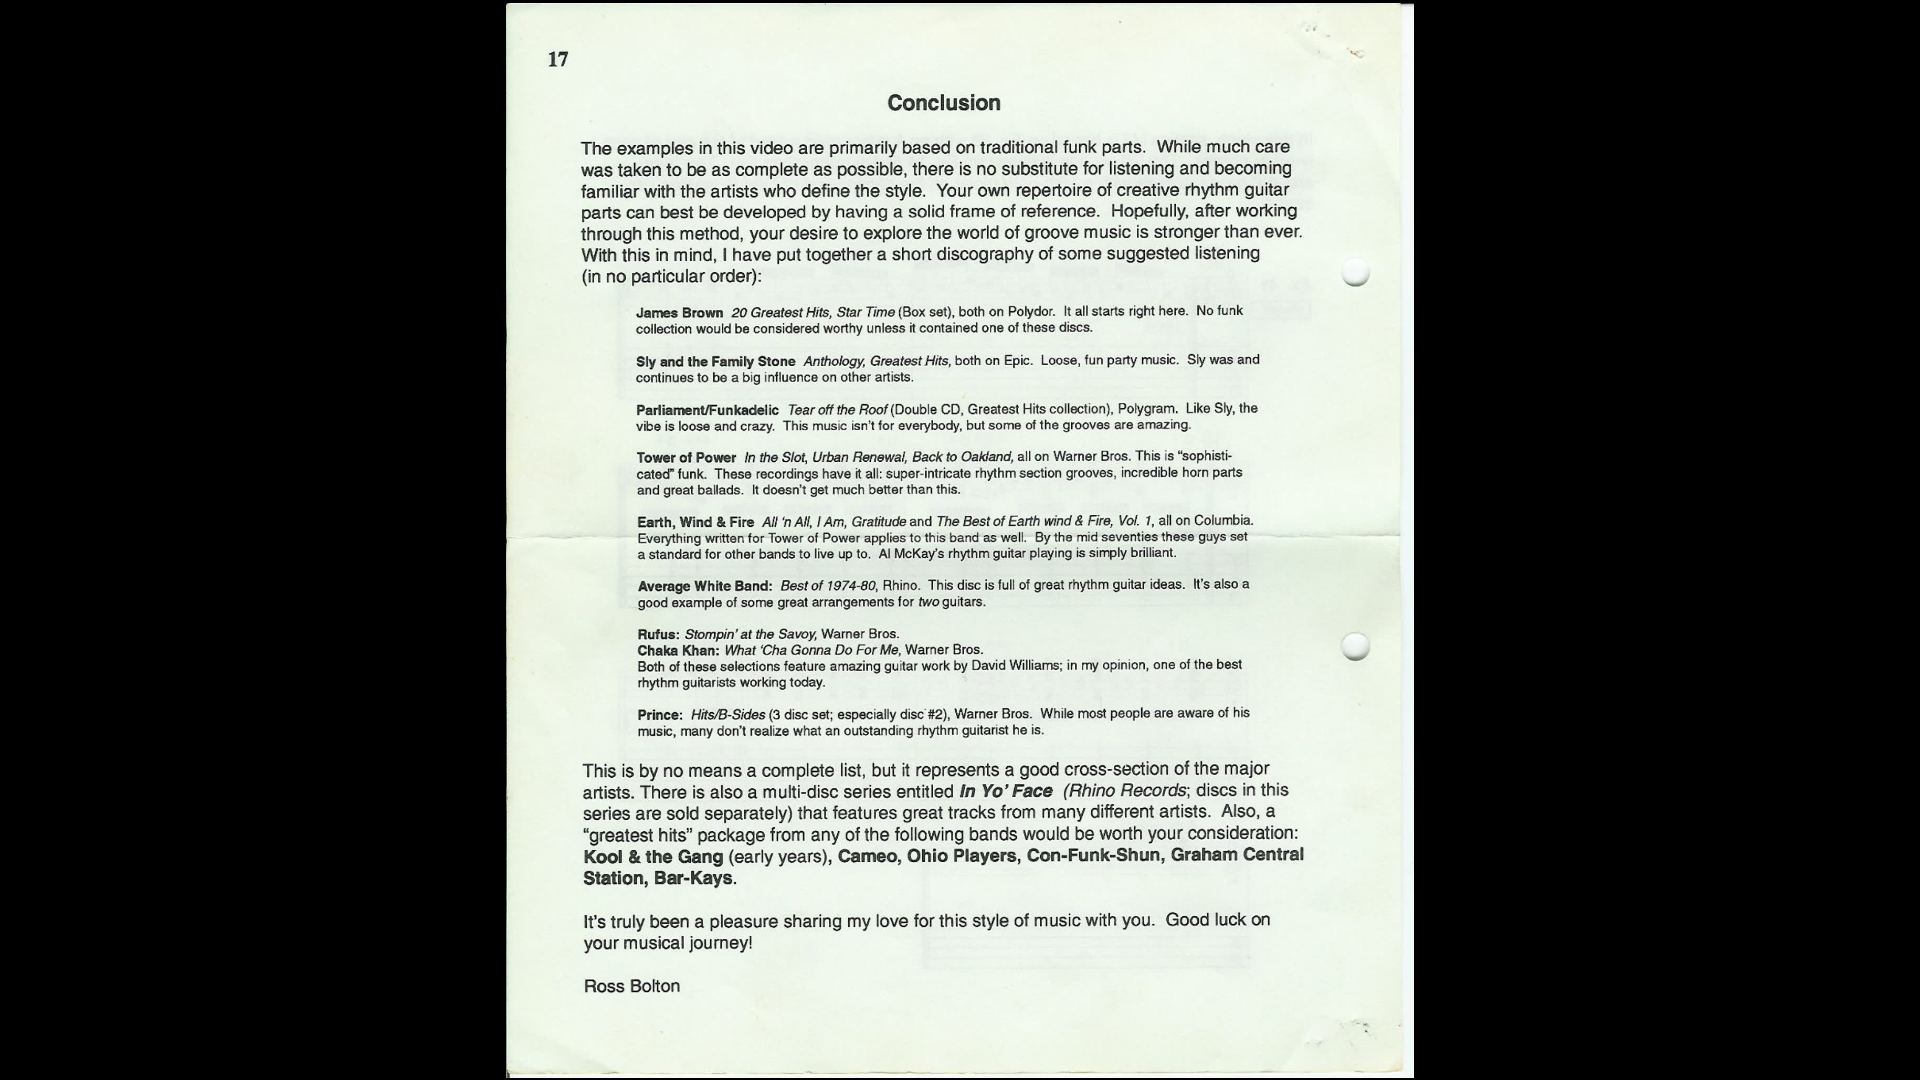 17
Conclusion
The examples in this video are primarily based on traditional funk parts. While much care
was taken to be as complete as possible, there is no substitute for listening and becoming
familiar with the artists who define the style. Your own repertoire of creative rhythm guitar
parts can best be developed by having a solid frame of reference. Hopefully, after working
through this method, your desire to explore the world of groove music is stronger than ever.
With this in mind, I have put together a short discography of some suggested listening
(in no particular order):
James Brown 20 Greatest Hits, Star Time (Box set), both on Polydor. It all starts right here. No funk
collection would be considered worthy unless it contained one of these discs.
Sly and the Family Stone Anthology, Greatest Hits, both on Epic. Loose, fun party music. Sly was and
continues to be a big influence on other artists.
Parliament/Funkadelic Tear off the Roof (Double CD, Greatest Hits collection), Polygram. Like Sly, the
vibe is loose and crazy. This music isn't for everybody, but some of the grooves are amazing.
Tower of Power In the Slot, Urban Renewal, Back to Oakland, all on Warner Bros. This is “sophisti-
cated” funk. These recordings have it all: super-intricate rhythm section grooves, incredible horn parts
and great ballads. It doesn't get much better than this.
Earth, Wind & Fire All ‘n All, I Am, Gratitude and The Best of Earth wind & Fire, Vol. 1, all on Columbia.
Everything written for Tower of Power applies to this band as well. By the mid seventies these guys set
a standard for other bands to live up to. Al McKay's rhythm guitar playing is simply brilliant.
Average White Band: Best of 1974-80, Rhino. This disc is full of great rhythm guitar ideas. It's also a
good example of some great arrangements for two guitars.
Rufus: Stompin' at the Savoy, Warner Bros.
Chaka Khan: What ‘Cha Gonna Do For Me, Warner Bros.
Both of these selections feature amazing guitar work by David Williams; in my opinion, one of the best
rhythm guitarists working today.
Prince: Hits/B-Sides (3 disc set; especially disc #2), Warner Bros. While most people are aware of his
music, many don't realize what an outstanding rhythm guitarist he is.
This is by no means a complete list, but it represents a good cross-section of the major
artists. There is also a multi-disc series entitled In Yo’ Face (Rhino Records; discs in this
series are sold separately) that features great tracks from many different artists. Also, a
“greatest hits” package from any of the following bands would be worth your consideration:
Kool & the Gang (early years), Cameo, Ohio Players, Con-Funk-Shun, Graham Central
Station, Bar-Kays.
It's truly been a pleasure sharing my love for this style of music with you. Good luck on
your musical journey!
Ross Bolton